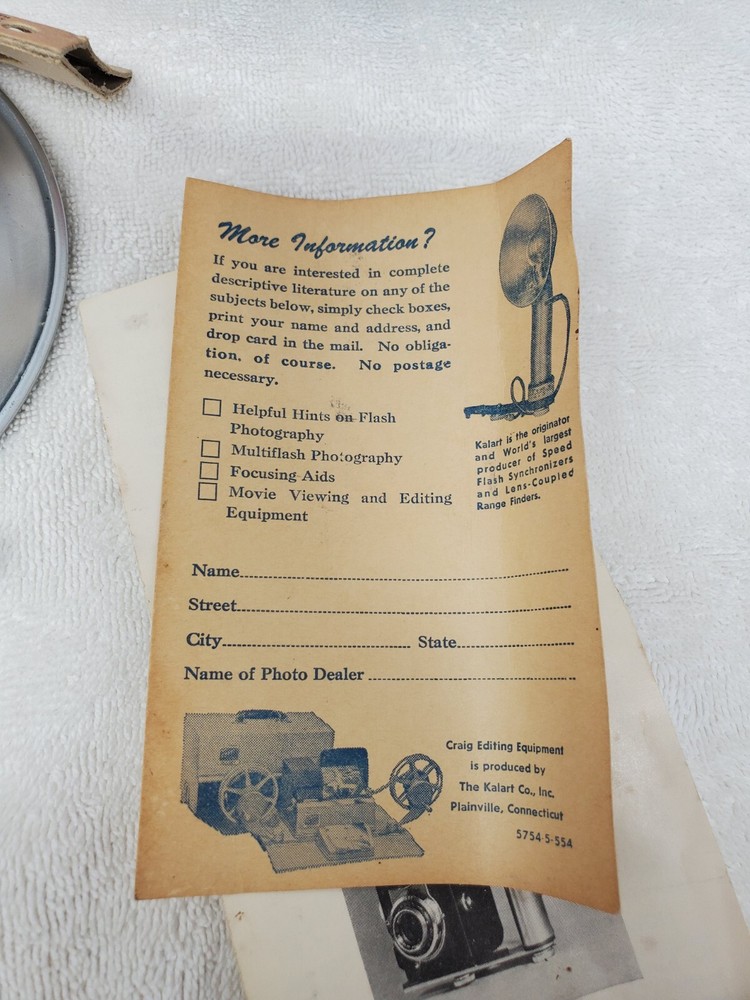 More Information?
If you are interested in complete
descriptive literature on any of the
subjects below, simply check boxes,
print your name and address, and
drop card in the mail. No obliga-
tion, of course. No postage
necessary.
Helpful Hints on Flash
Photography
Multiflash Photography
Focusing Aids
Movie Viewing and Editing
Equipment
Kalart is the originator
and World's largest
producer of Speed
Flash Synchronizers
and Lens-Coupled
Range Finders.
Name
Street
City State
Name of Photo Dealer
Craig Editing Equipment
is produced by
The Kalart Co., Inc.
Plainville, Connecticut
5754-5-554